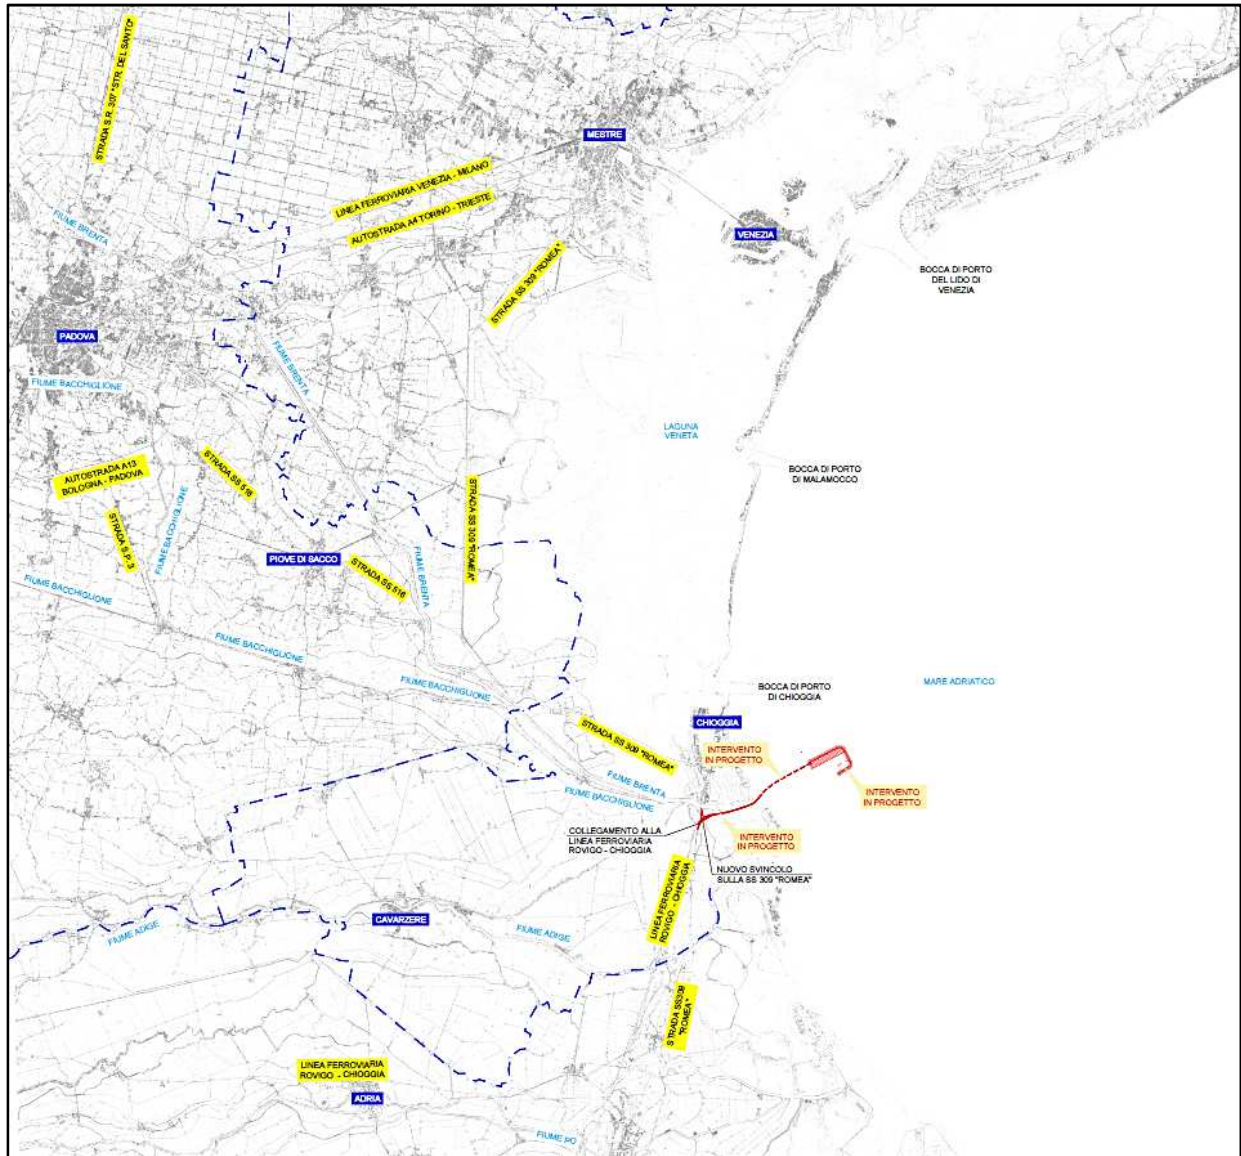 STRADA S.R. 307 "STR. DEL SANTO"
MESTRE
LINEA FERROVIARIA VENEZIA - MILANO
AUTOSTRADA A4 TORINO - TRIESTE
FIUME BRENTA
VENEZIA
STRADA SS 309 "ROMEA"
BOCCA DI PORTO
DEL LIDO DI
VENEZIA
PADOVA
FIUME BRENTA
FIUME BACCHIGLIONE
LAGUNA
VENETA
AUTOSTRADA A13
BOLOGNA - PADOVA
STRADA SS 516
BOCCA DI PORTO
DI MALAMOCCO
STRADA S.P. 3
FIUME BACCHIGLIONE
STRADA SS 309 "ROMEA"
PIOVE DI SACCO
STRADA SS 516
FIUME BRENTA
FIUME BACCHIGLIONE
FIUME BACCHIGLIONE
FIUME BACCHIGLIONE
BOCCA DI PORTO
DI CHIOGGIA
MARE ADRIATICO
CHIOGGIA
STRADA SS 309 "ROMEA"
INTERVENTO
IN PROGETTO
FIUME BRENTA
FIUME BACCHIGLIONE
INTERVENTO
IN PROGETTO
COLLEGAMENTO ALLA
LINEA FERROVIARIA
ROVIGO - CHIOGGIA
INTERVENTO
IN PROGETTO
NUOVO SVINCOLO
SULLA SS 309 "ROMEA"
LINEA FERROVIARIA
ROVIGO - CHIOGGIA
CAVARZERE
FIUME ADIGE
FIUME ADIGE
STRADA SS309
"ROMEA"
LINEA FERROVIARIA
ROVIGO - CHIOGGIA
ADRIA
FIUME PO